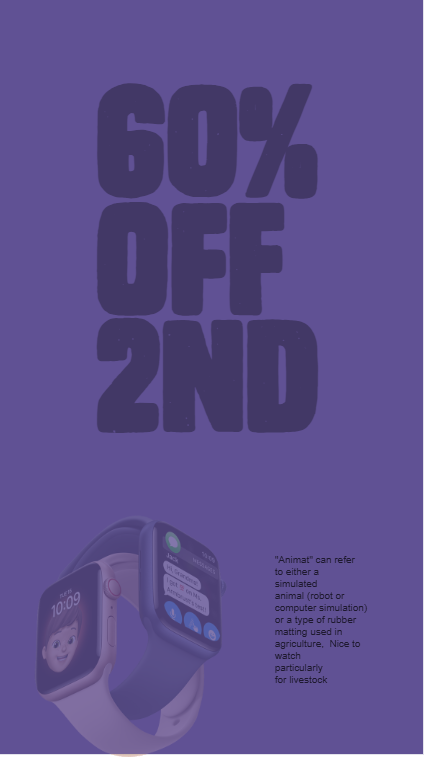 60%
OFF
2ND
10:09
"Animat" can refer
to either a
simulated
animal (robot or
computer simulation)
or a type of rubber
matting used in
agriculture,  Nice to
watch
particularly
for livestock